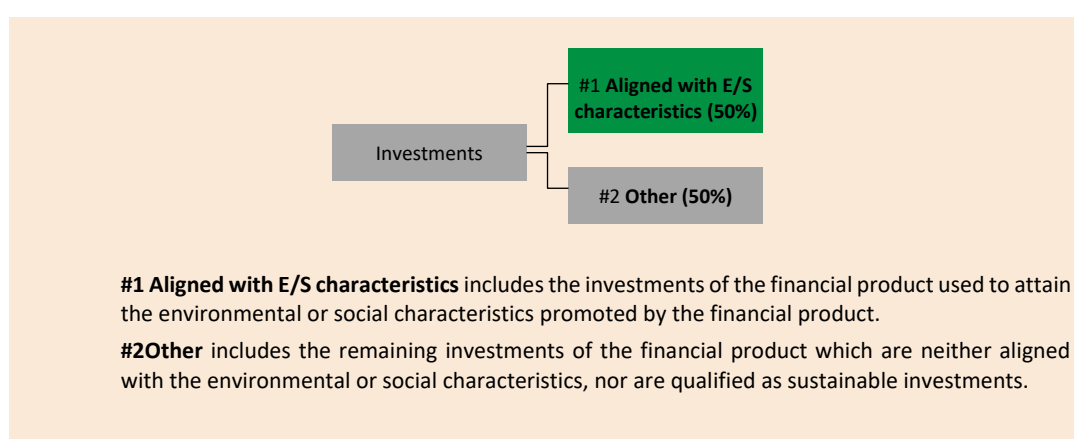 #1 Aligned with E/S
characteristics (50%)
Investments
#2 Other (50%)
#1 Aligned with E/S characteristics includes the investments of the financial product used to attain
the environmental or social characteristics promoted by the financial product.
#2Other includes the remaining investments of the financial product which are neither aligned
with the environmental or social characteristics, nor are qualified as sustainable investments.